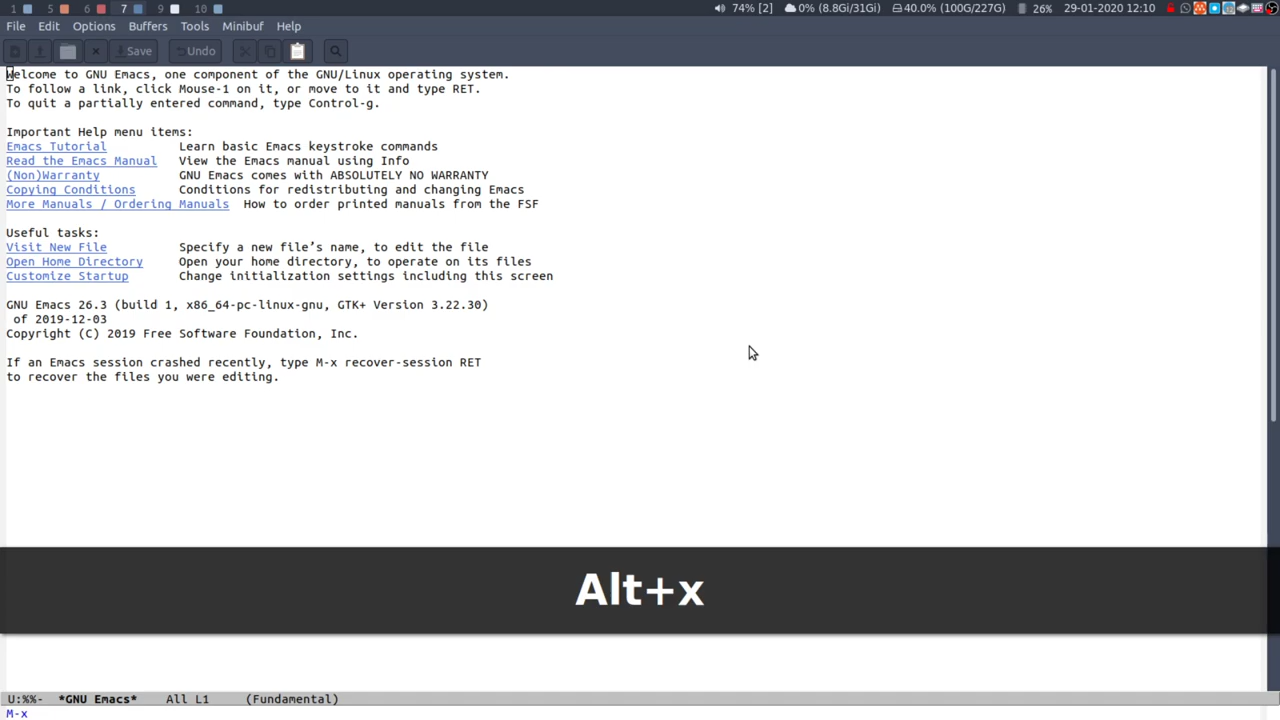 1 5 6 7 9 10 74% [2] 0% (8.8Gi/31Gi) 40.0% (100G/227G) 26% 29-01-2020 12:10
File Edit Options Buffers Tools Minibuf Help
Save Undo
Welcome to GNU Emacs, one component of the GNU/Linux operating system.
To follow a link, click Mouse-1 on it, or move to it and type RET.
To quit a partially entered command, type Control-g.
Important Help menu items:
Emacs Tutorial Learn basic Emacs keystroke commands
Read the Emacs Manual View the Emacs manual using Info
(Non)Warranty GNU Emacs comes with ABSOLUTELY NO WARRANTY
Copying Conditions Conditions for redistributing and changing Emacs
More Manuals / Ordering Manuals How to order printed manuals from the FSF
Useful tasks:
Visit New File Specify a new file’s name, to edit the file
Open Home Directory Open your home directory, to operate on its files
Customize Startup Change initialization settings including this screen
GNU Emacs 26.3 (build 1, x86_64-pc-linux-gnu, GTK+ Version 3.22.30)
of 2019-12-03
Copyright (C) 2019 Free Software Foundation, Inc.
If an Emacs session crashed recently, type M-x recover-session RET
to recover the files you were editing.
Alt+x
U:%%- *GNU Emacs* All L1 (Fundamental)
M-x